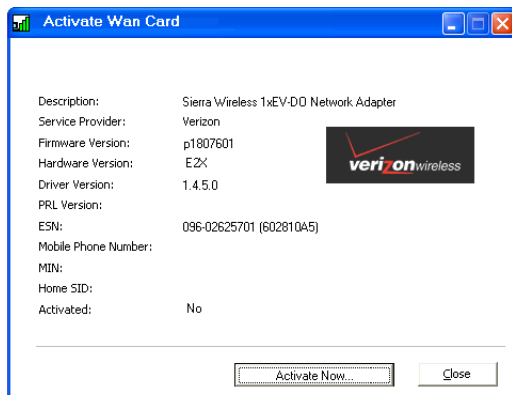 Activate Wan Card
Description: Sierra Wireless 1xEV-DO Network Adapter
Service Provider: Verizon
Firmware Version: p1807601
Hardware Version: E2X
Driver Version: 1.4.5.0
PRL Version:
ESN: 096-02625701 (602810A5)
Mobile Phone Number:
MIN:
Home SID:
Activated: No
verizonwireless
Activate Now... Close